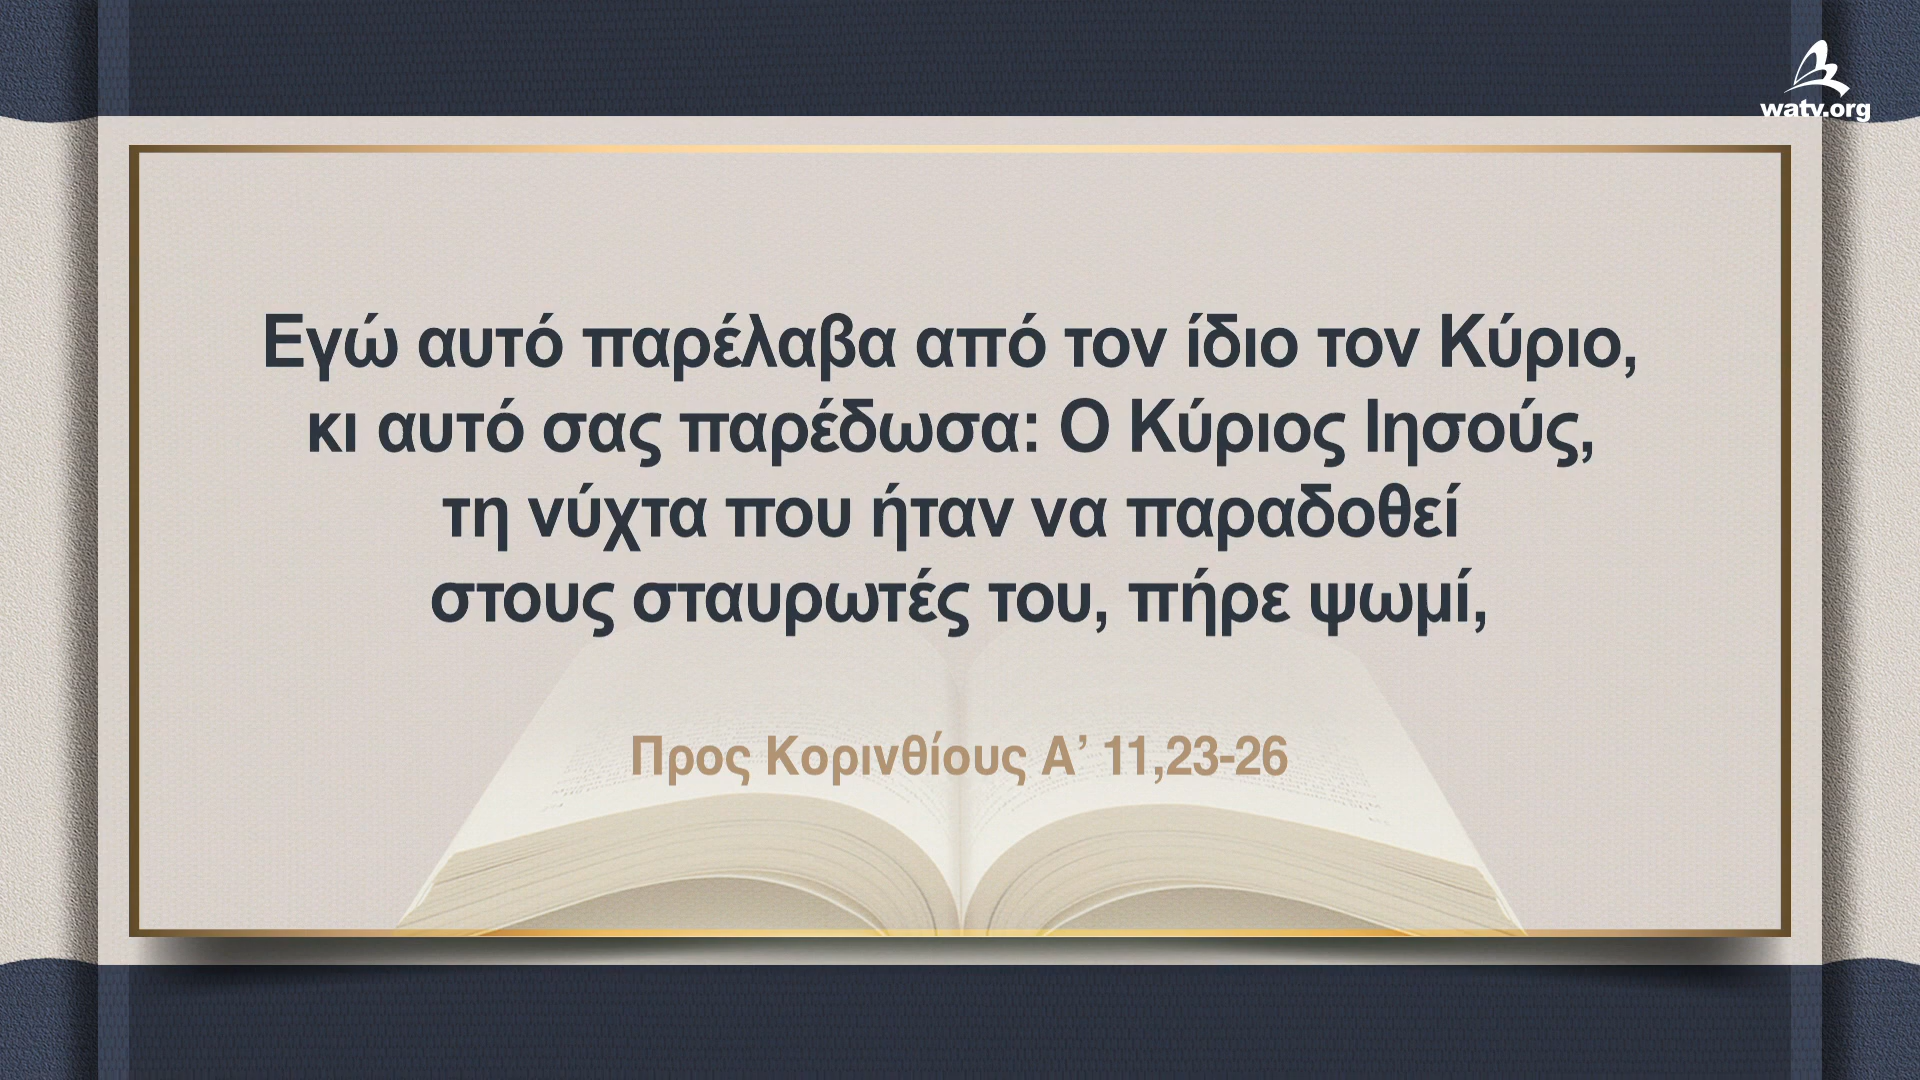 watv.org
Εγώ αυτό παρέλαβα από τον ίδιο τον Κύριο,
κι αυτό σας παρέδωσα: Ο Κύριος Ιησούς,
τη νύχτα που ήταν να παραδοθεί
στους σταυρωτές του, πήρε ψωμί,
Προς Κορινθίους Α’ 11,23-26